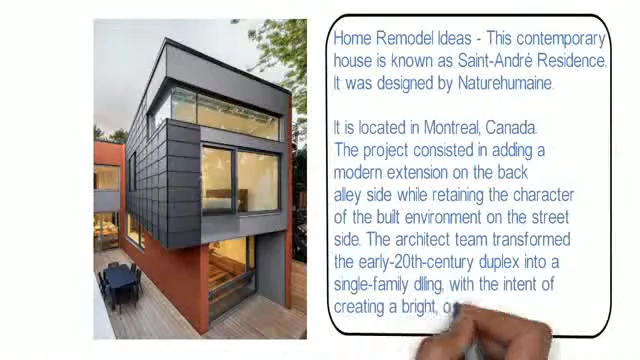 Home Remodel Ideas - This contemporary
house is known as Saint-André Residence.
It was designed by Naturehumaine.
It is located in Montreal, Canada.
The project consisted in adding a
modern extension on the back
alley side while retaining the character
of the built environment on the street
side. The architect team transformed
the early-20th-century duplex into a
single-family dlling, with the intent of
creating a bright, o